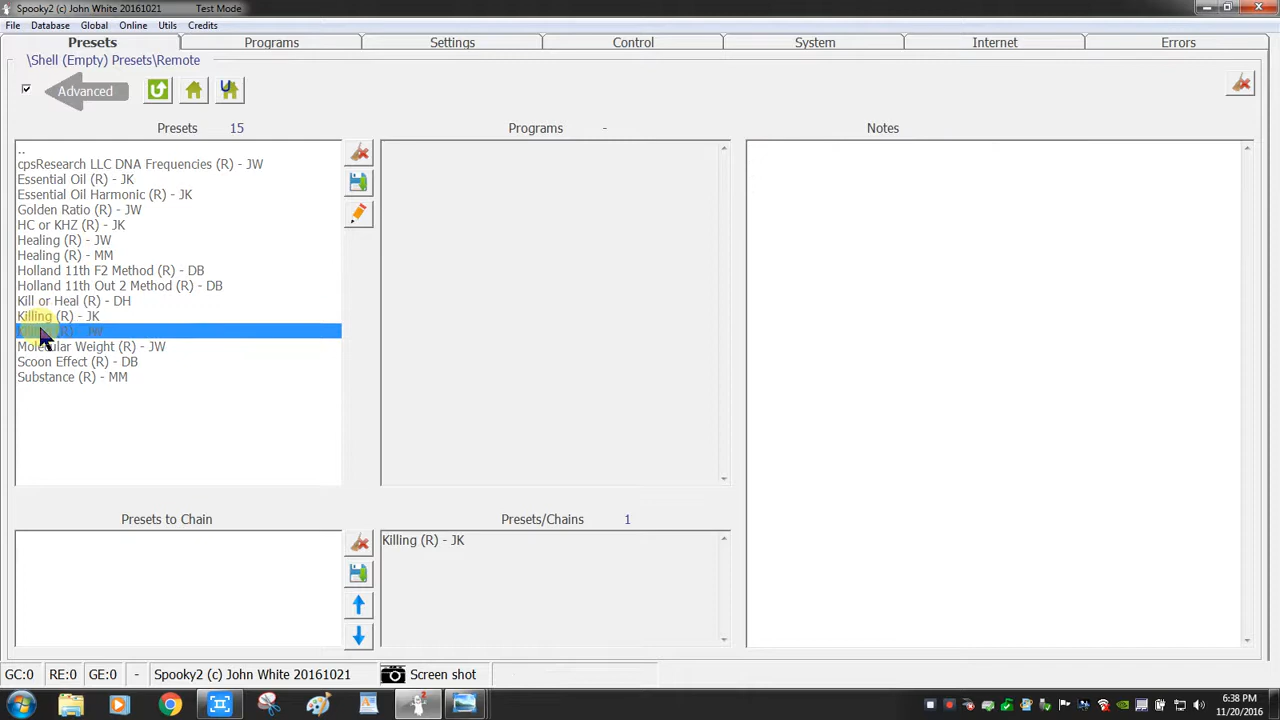 Spooky2 (c) John White 20161021 Test Mode
File Database Global Online Utils Credits
Presets Programs Settings Control System Internet Errors
\Shell (Empty) Presets\Remote
Advanced
Presets 15 Programs - Notes
..
cpsResearch LLC DNA Frequencies (R) - JW
Essential Oil (R) - JK
Essential Oil Harmonic (R) - JK
Golden Ratio (R) - JW
HC or KHZ (R) - JK
Healing (R) - JW
Healing (R) - MM
Holland 11th F2 Method (R) - DB
Holland 11th Out 2 Method (R) - DB
Kill or Heal (R) - DH
Killing (R) - JK
(R) - JW
Molecular Weight (R) - JW
Scoon Effect (R) - DB
Substance (R) - MM
Presets to Chain Presets/Chains 1
Killing (R) - JK
GC:0 RE:0 GE:0 - Spooky2 (c) John White 20161021 Screen shot
6:38 PM
11/20/2016